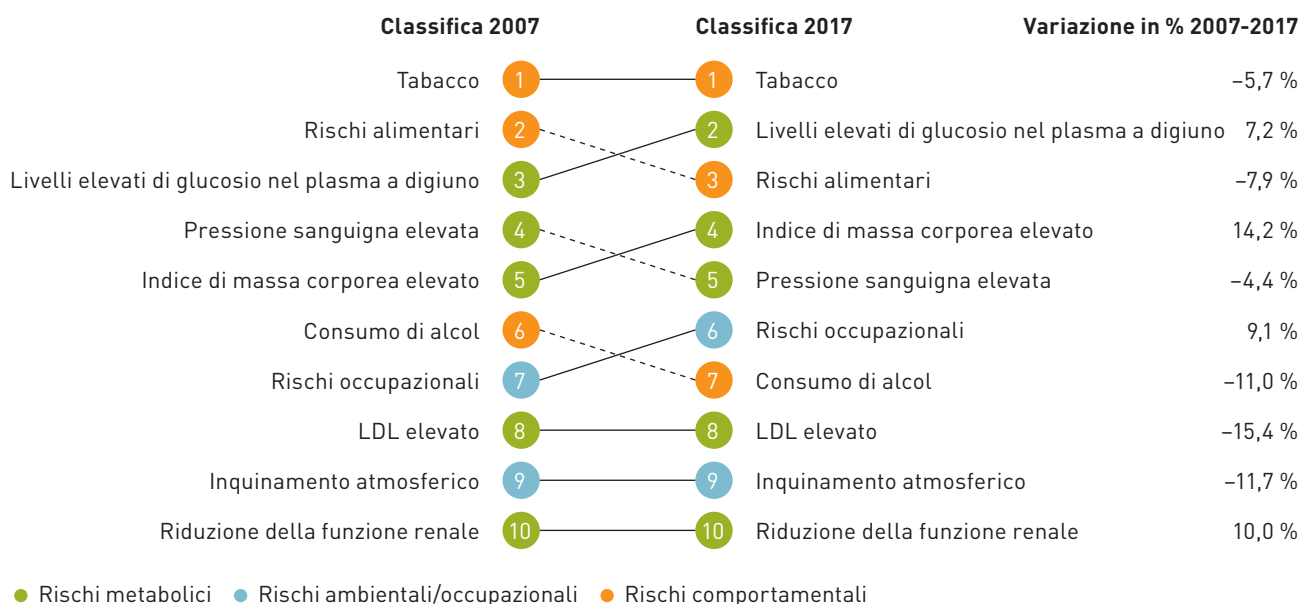 Classifica 2007 Classifica 2017 Variazione in % 2007-2017
Tabacco 1 1 Tabacco –5,7 %
Rischi alimentari 2 2 Livelli elevati di glucosio nel plasma a digiuno 7,2 %
Livelli elevati di glucosio nel plasma a digiuno 3 3 Rischi alimentari –7,9 %
Pressione sanguigna elevata 4 4 Indice di massa corporea elevato 14,2 %
Indice di massa corporea elevato 5 5 Pressione sanguigna elevata –4,4 %
Consumo di alcol 6 6 Rischi occupazionali 9,1 %
Rischi occupazionali 7 7 Consumo di alcol –11,0 %
LDL elevato 8 8 LDL elevato –15,4 %
Inquinamento atmosferico 9 9 Inquinamento atmosferico –11,7 %
Riduzione della funzione renale 10 10 Riduzione della funzione renale 10,0 %
Rischi metabolici Rischi ambientali/occupazionali Rischi comportamentali